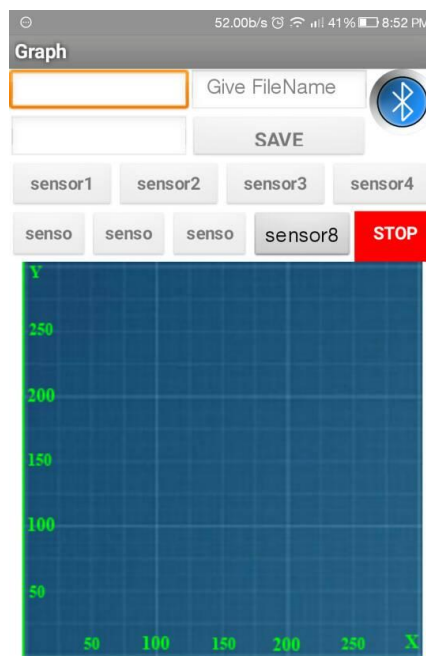 52.00b/s 41% 8:52 PM
Graph
Give FileName
SAVE
sensor1 sensor2 sensor3 sensor4
senso senso senso sensor8 STOP
Y
250
200
150
100
50
50 100 150 200 250 X